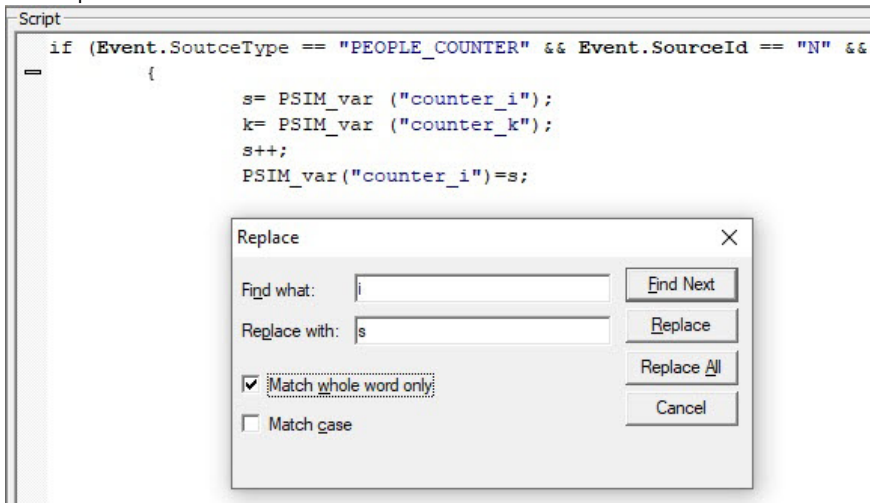 Script
if (Event.SoutceType == "PEOPLE_COUNTER" && Event.SourceId == "N" &&
{
s= PSIM_var ("counter_i");
k= PSIM_var ("counter_k");
s++;
PSIM_var("counter_i")=s;
Replace
Find what: i Find Next
Replace with: s Replace
Replace All
Match whole word only
Cancel
Match case